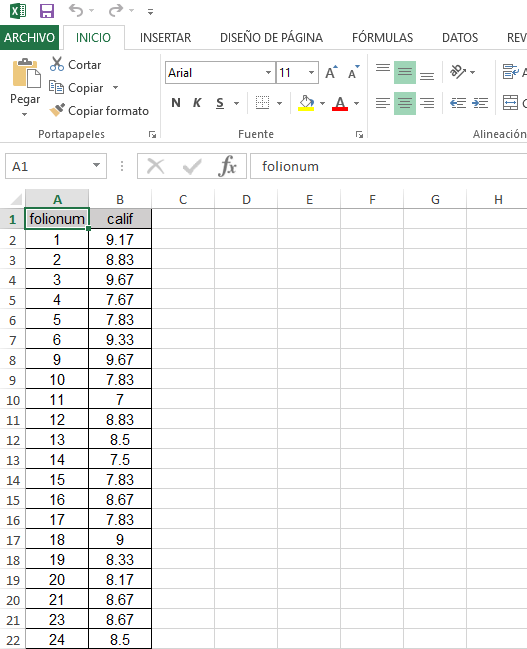 ARCHIVO INICIO INSERTAR DISEÑO DE PÁGINA FÓRMULAS DATOS REV
Pegar
Cortar
Copiar
Copiar formato
Portapapeles
Arial 11 A A
N K S A
Fuente
Alineación
A1 fx folionum
A B C D E F G H
1 folionum calif
2 1 9.17
3 2 8.83
4 3 9.67
5 4 7.67
6 5 7.83
7 6 9.33
8 9 9.67
9 10 7.83
10 11 7
11 12 8.83
12 13 8.5
13 14 7.5
14 15 7.83
15 16 8.67
16 17 7.83
17 18 9
18 19 8.33
19 20 8.17
20 21 8.67
21 23 8.67
22 24 8.5